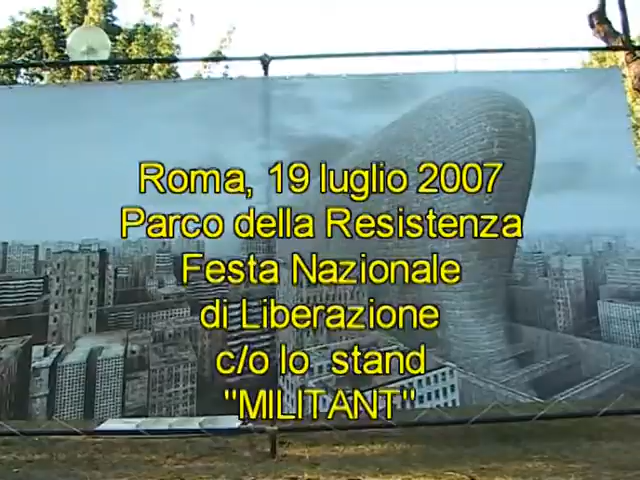 Roma, 19 luglio 2007
Parco della Resistenza
Festa Nazionale
di Liberazione
c/o lo stand
"MILITANT"